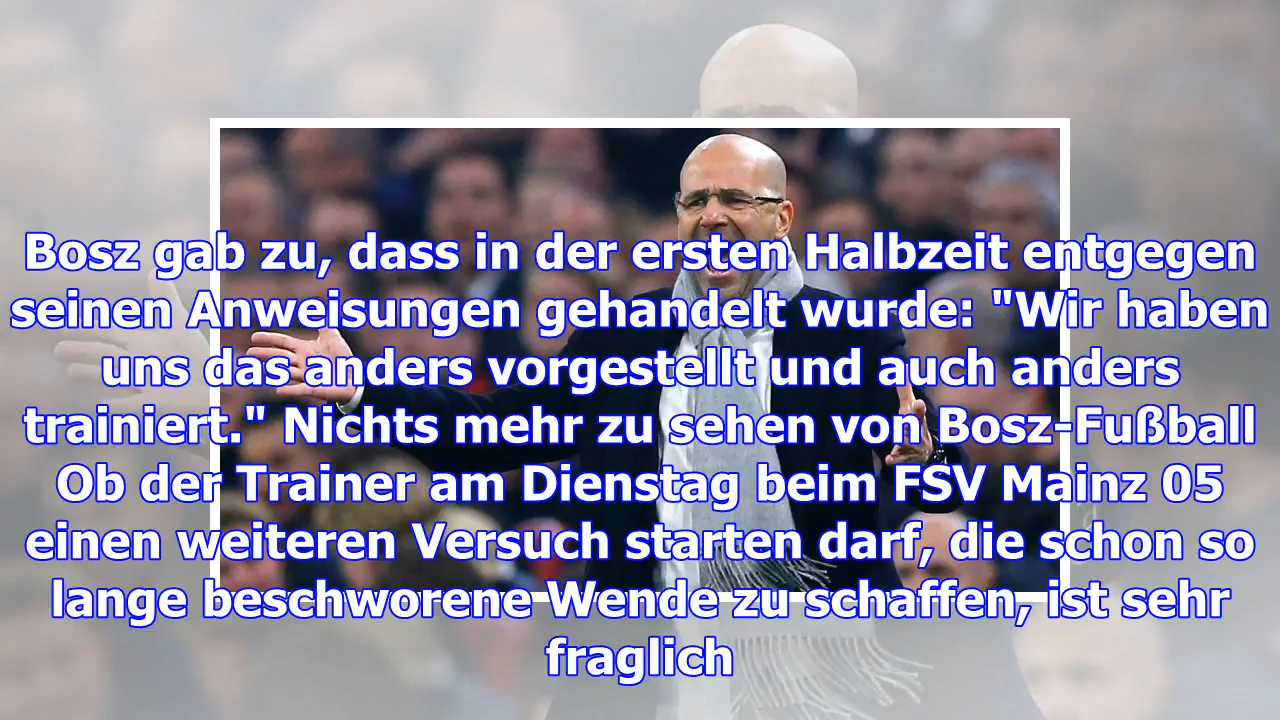 Bosz gab zu, dass in der ersten Halbzeit entgegen
seinen Anweisungen gehandelt wurde: "Wir haben
uns das anders vorgestellt und auch anders
trainiert." Nichts mehr zu sehen von Bosz-Fußball
Ob der Trainer am Dienstag beim FSV Mainz 05
einen weiteren Versuch starten darf, die schon so
lange beschworene Wende zu schaffen, ist sehr
fraglich